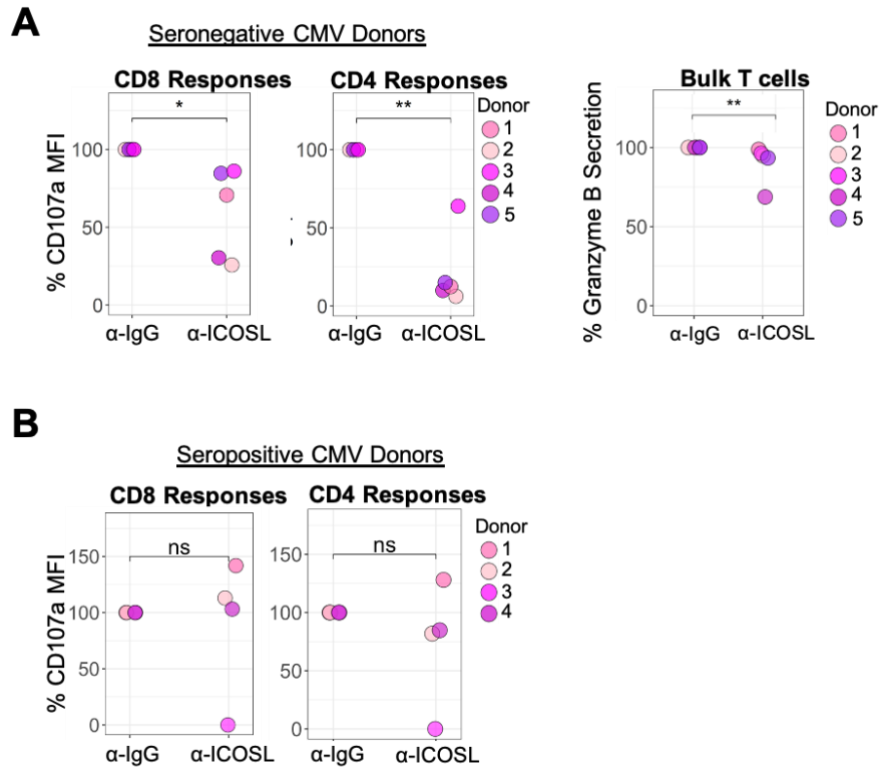 A
Seronegative CMV Donors
CD8 Responses
CD4 Responses
Bulk T cells
% CD107a MFI
100
50
0
*
α-IgG α-ICOSL
100
50
0
**
α-IgG α-ICOSL
Donor
1
2
3
4
5
% Granzyme B Secretion
100
50
0
**
α-IgG α-ICOSL
Donor
1
2
3
4
5
B
Seropositive CMV Donors
CD8 Responses
CD4 Responses
% CD107a MFI
150
100
50
0
ns
α-IgG α-ICOSL
150
100
50
0
ns
α-IgG α-ICOSL
Donor
1
2
3
4